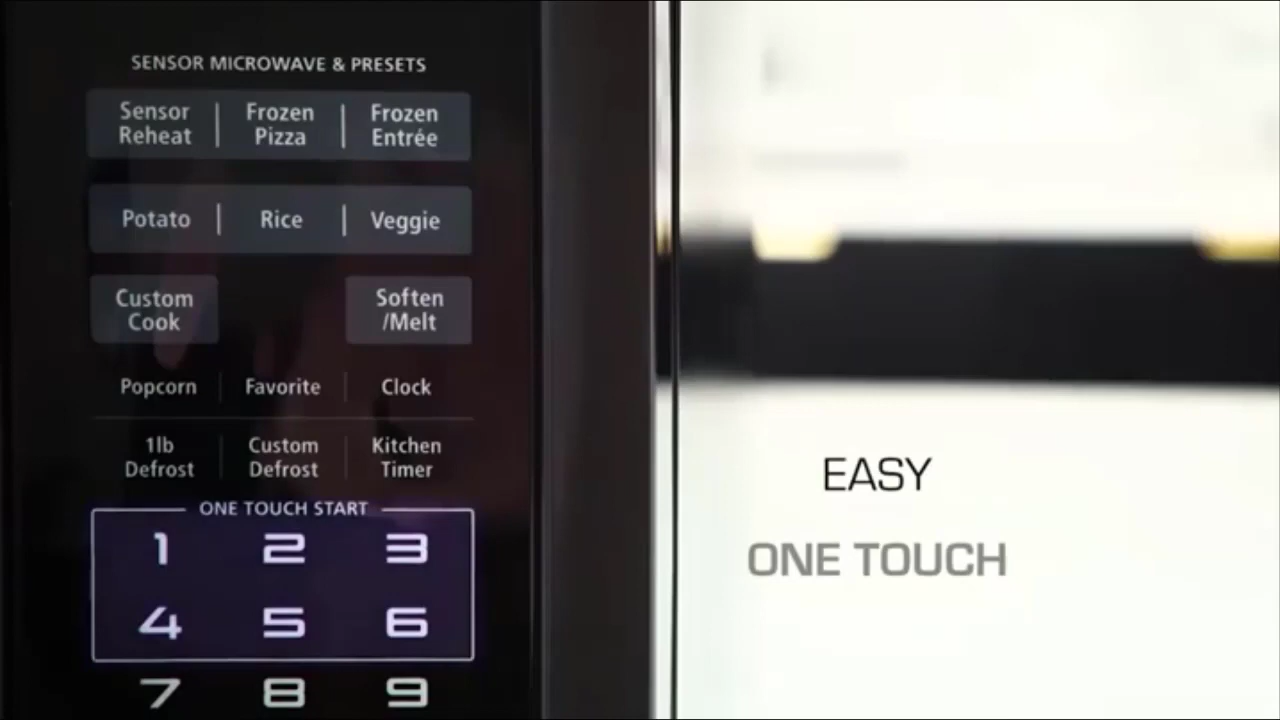 SENSOR MICROWAVE & PRESETS
Sensor Reheat
Frozen Pizza
Frozen Entrée
Potato
Rice
Veggie
Custom Cook
Soften /Melt
Popcorn
Favorite
Clock
1lb Defrost
Custom Defrost
Kitchen Timer
ONE TOUCH START
1 2 3
4 5 6
7 8 9
EASY
ONE TOUCH